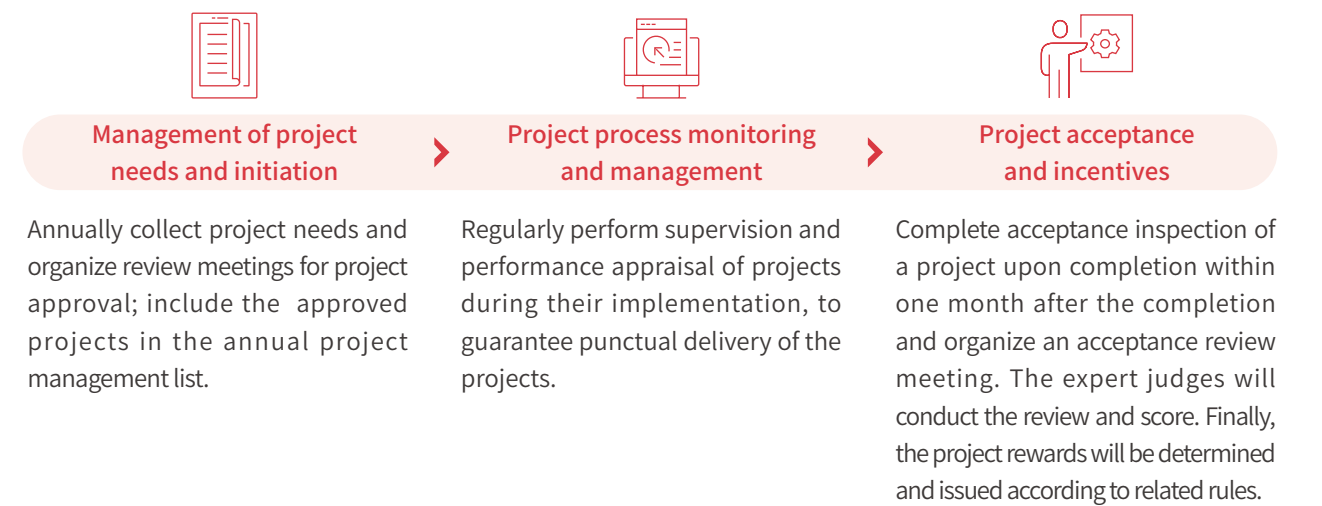 Management of project
needs and initiation
Project process monitoring
and management
Project acceptance
and incentives
Annually collect project needs and
organize review meetings for project
approval; include the approved
projects in the annual project
management list.
Regularly perform supervision and
performance appraisal of projects
during their implementation, to
guarantee punctual delivery of the
projects.
Complete acceptance inspection of
a project upon completion within
one month after the completion
and organize an acceptance review
meeting. The expert judges will
conduct the review and score. Finally,
the project rewards will be determined
and issued according to related rules.